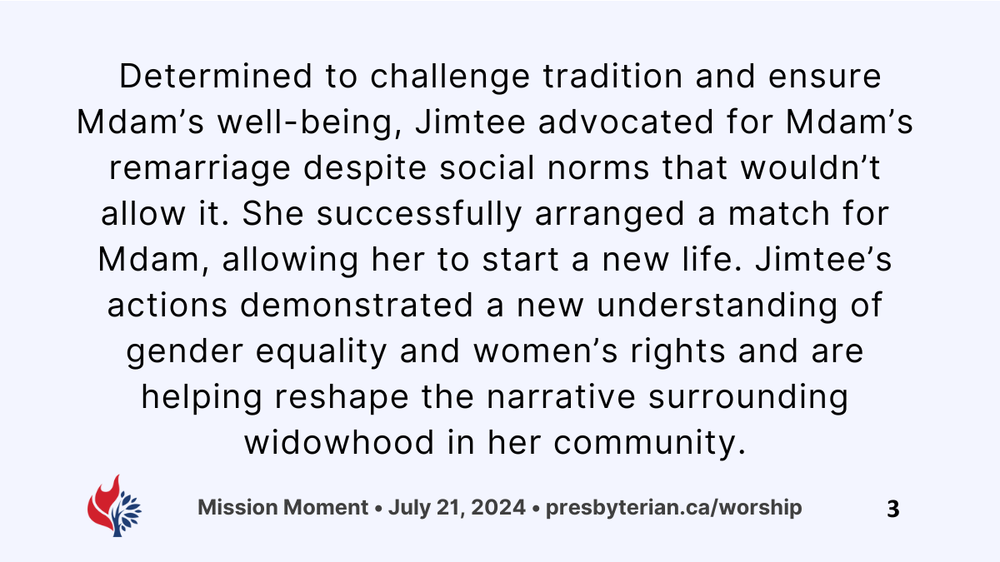 Determined to challenge tradition and ensure
Mdam’s well-being, Jimtee advocated for Mdam’s
remarriage despite social norms that wouldn’t
allow it. She successfully arranged a match for
Mdam, allowing her to start a new life. Jimtee’s
actions demonstrated a new understanding of
gender equality and women’s rights and are
helping reshape the narrative surrounding
widowhood in her community.
Mission Moment • July 21, 2024 • presbyterian.ca/worship 3